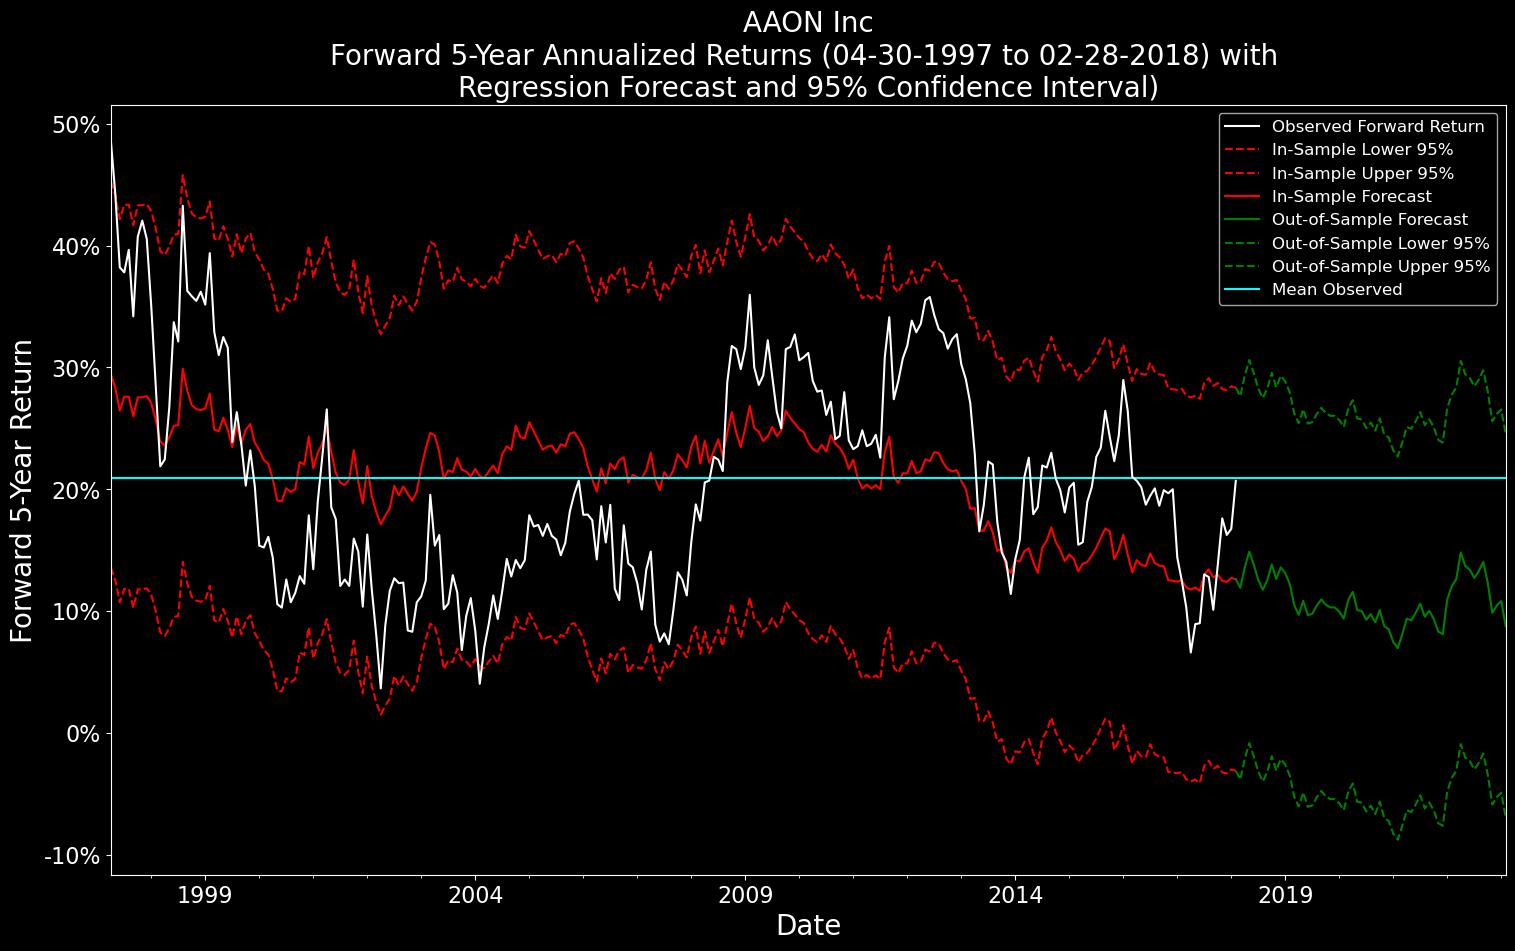 AAON Inc
Forward 5-Year Annualized Returns (04-30-1997 to 02-28-2018) with
Regression Forecast and 95% Confidence Interval)
Observed Forward Return
In-Sample Lower 95%
In-Sample Upper 95%
In-Sample Forecast
Out-of-Sample Forecast
Out-of-Sample Lower 95%
Out-of-Sample Upper 95%
Mean Observed
Forward 5-Year Return
50%
40%
30%
20%
10%
0%
-10%
1999 2004 2009 2014 2019
Date